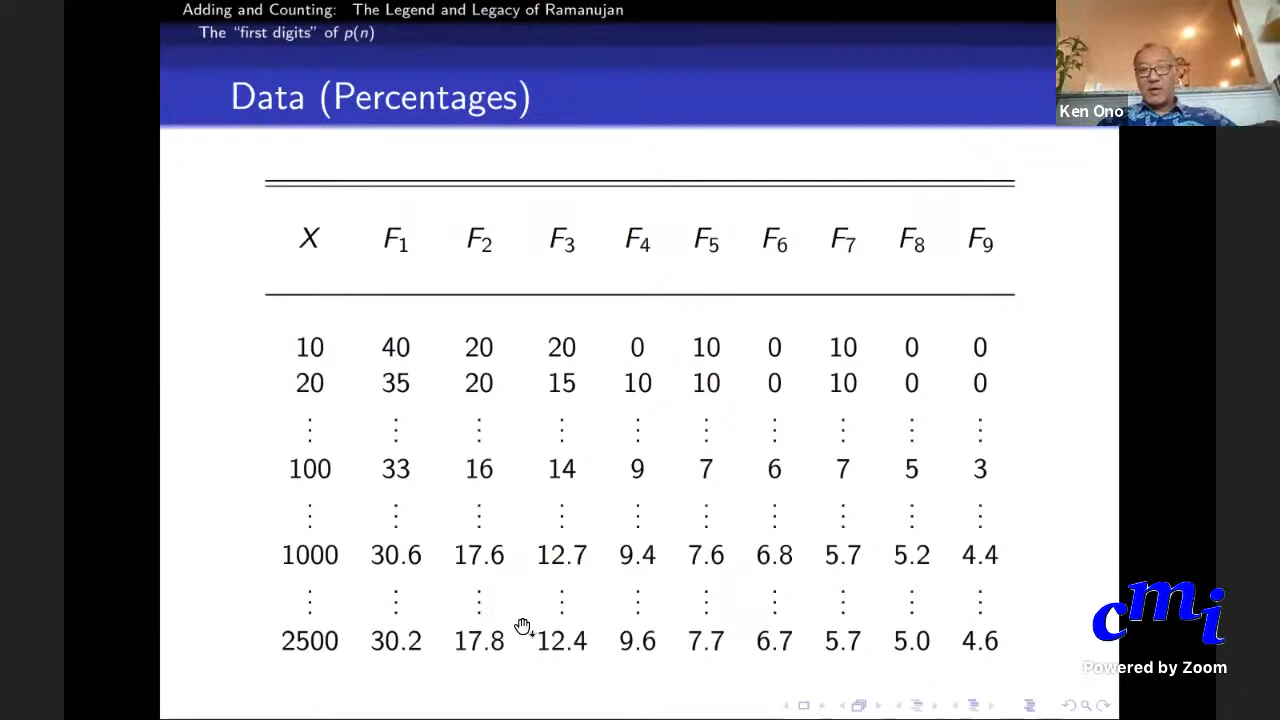 Adding and Counting: The Legend and Legacy of Ramanujan
The “first digits” of p(n)
Data (Percentages)
Ken Ono
X F₁ F₂ F₃ F₄ F₅ F₆ F₇ F₈ F₉
10 40 20 20 0 10 0 10 0 0
20 35 20 15 10 10 0 10 0 0
⋮ ⋮ ⋮ ⋮ ⋮ ⋮ ⋮ ⋮ ⋮ ⋮
100 33 16 14 9 7 6 7 5 3
⋮ ⋮ ⋮ ⋮ ⋮ ⋮ ⋮ ⋮ ⋮ ⋮
1000 30.6 17.6 12.7 9.4 7.6 6.8 5.7 5.2 4.4
⋮ ⋮ ⋮ ⋮ ⋮ ⋮ ⋮ ⋮ ⋮ ⋮
2500 30.2 17.8 12.4 9.6 7.7 6.7 5.7 5.0 4.6
cmi
Powered by Zoom